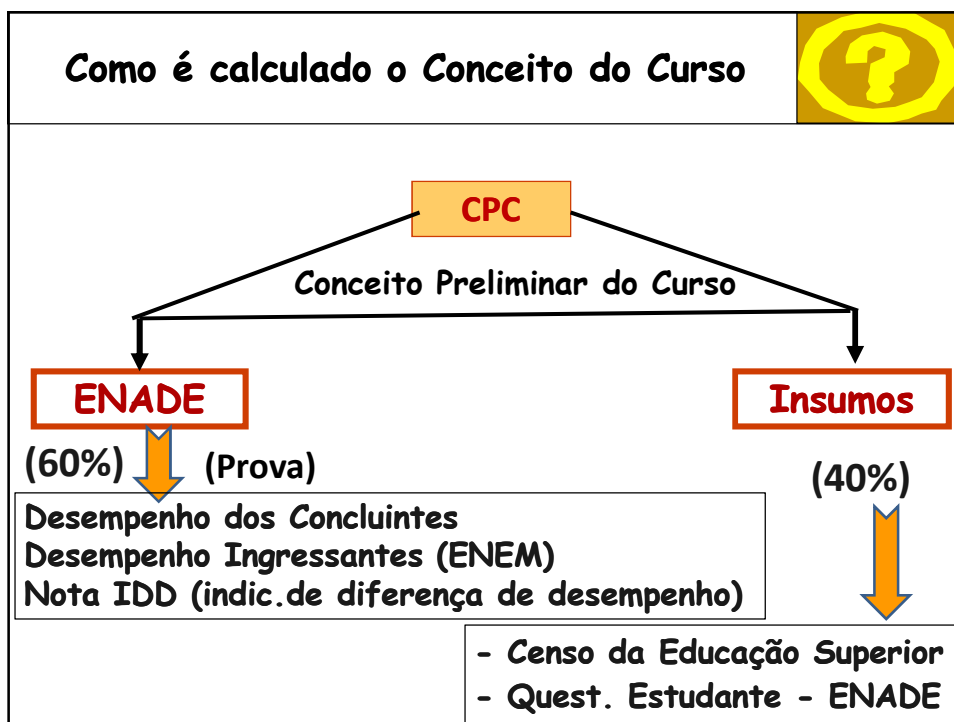 Como é calculado o Conceito do Curso
?
CPC
Conceito Preliminar do Curso
ENADE
Insumos
(60%) (Prova)
(40%)
Desempenho dos Concluintes
Desempenho Ingressantes (ENEM)
Nota IDD (indic.de diferença de desempenho)
- Censo da Educação Superior
- Quest. Estudante - ENADE